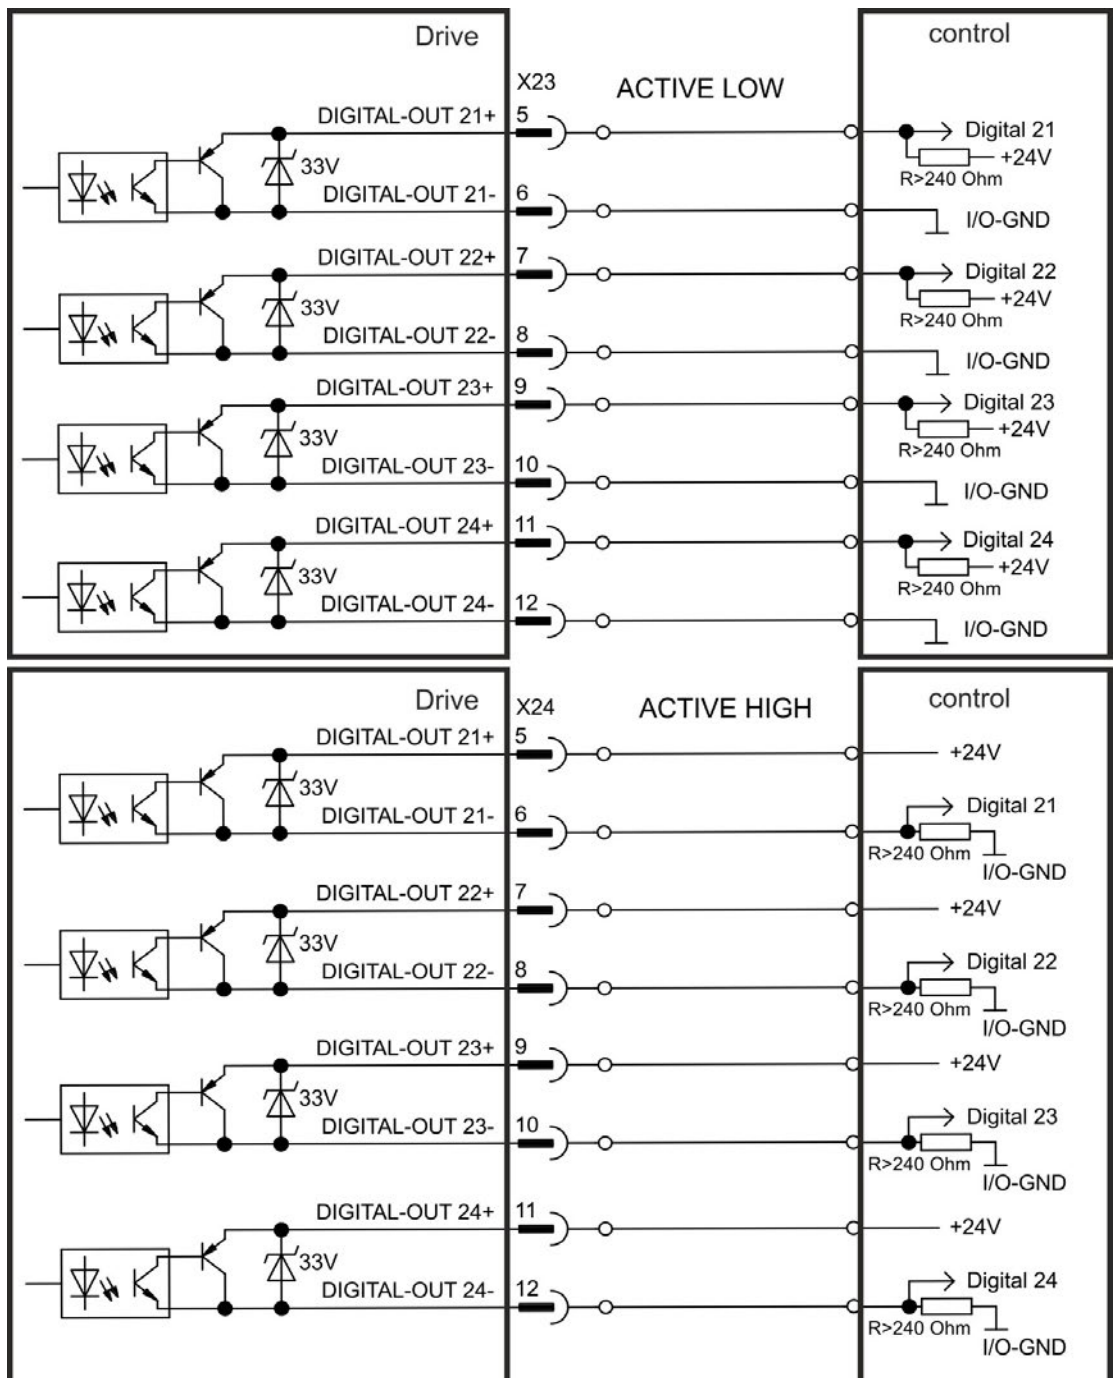 Drive
control
X23
ACTIVE LOW
DIGITAL-OUT 21+
5
Digital 21
33V
+24V
R>240 Ohm
DIGITAL-OUT 21-
6
I/O-GND
DIGITAL-OUT 22+
7
Digital 22
33V
+24V
R>240 Ohm
DIGITAL-OUT 22-
8
I/O-GND
DIGITAL-OUT 23+
9
Digital 23
33V
+24V
R>240 Ohm
DIGITAL-OUT 23-
10
I/O-GND
DIGITAL-OUT 24+
11
Digital 24
33V
+24V
R>240 Ohm
DIGITAL-OUT 24-
12
I/O-GND
Drive
control
X24
ACTIVE HIGH
DIGITAL-OUT 21+
5
+24V
33V
DIGITAL-OUT 21-
6
Digital 21
R>240 Ohm
I/O-GND
DIGITAL-OUT 22+
7
+24V
33V
DIGITAL-OUT 22-
8
Digital 22
R>240 Ohm
I/O-GND
DIGITAL-OUT 23+
9
+24V
33V
DIGITAL-OUT 23-
10
Digital 23
R>240 Ohm
I/O-GND
DIGITAL-OUT 24+
11
+24V
33V
DIGITAL-OUT 24-
12
Digital 24
R>240 Ohm
I/O-GND